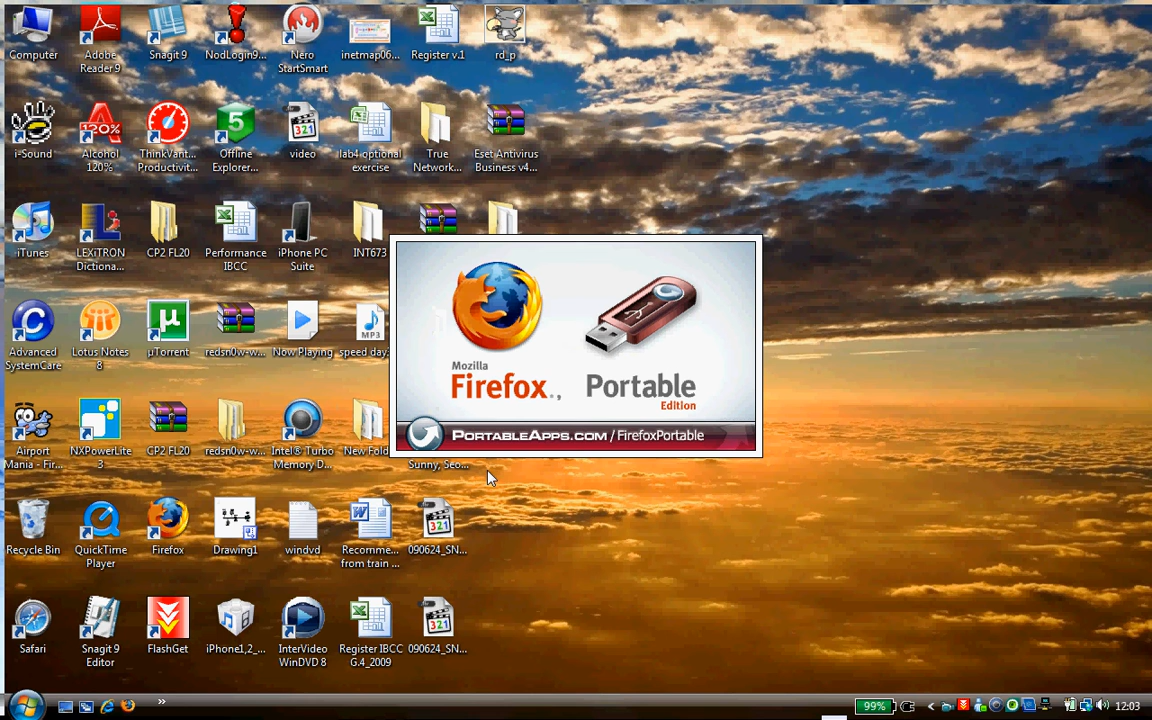 Computer
Adobe
Reader 9
Snagit 9
NodLogin9...
Nero
StartSmart
inetmap06...
Register v.1
rd_p
i-Sound
Alcohol
120%
ThinkVant...
Productivit...
Offline
Explorer...
video
lab4 optional
exercise
True
Network...
Eset Antivirus
Business v4...
iTunes
LEXiTRON
Dictiona...
CP2 FL20
Performance
IBCC
iPhone PC
Suite
INT673
Advanced
SystemCare
Lotus Notes
8
µTorrent
redsn0w-w...
Now Playing
MP3
speed day
Mozilla
Firefox
Portable
Edition
PORTABLEAPPS.COM / FirefoxPortable
Airport
Mania - Fir...
NXPowerLite
3
CP2 FL20
redsn0w-w...
Intel® Turbo
Memory D...
New Fold
Sunny, Seo...
Recycle Bin
QuickTime
Player
Firefox
Drawing1
windvd
Recomme...
from train ...
090624_SN...
Safari
Snagit 9
Editor
FlashGet
iPhone1,2_...
InterVideo
WinDVD 8
Register IBCC
G.4_2009
090624_SN...
99%
12:03